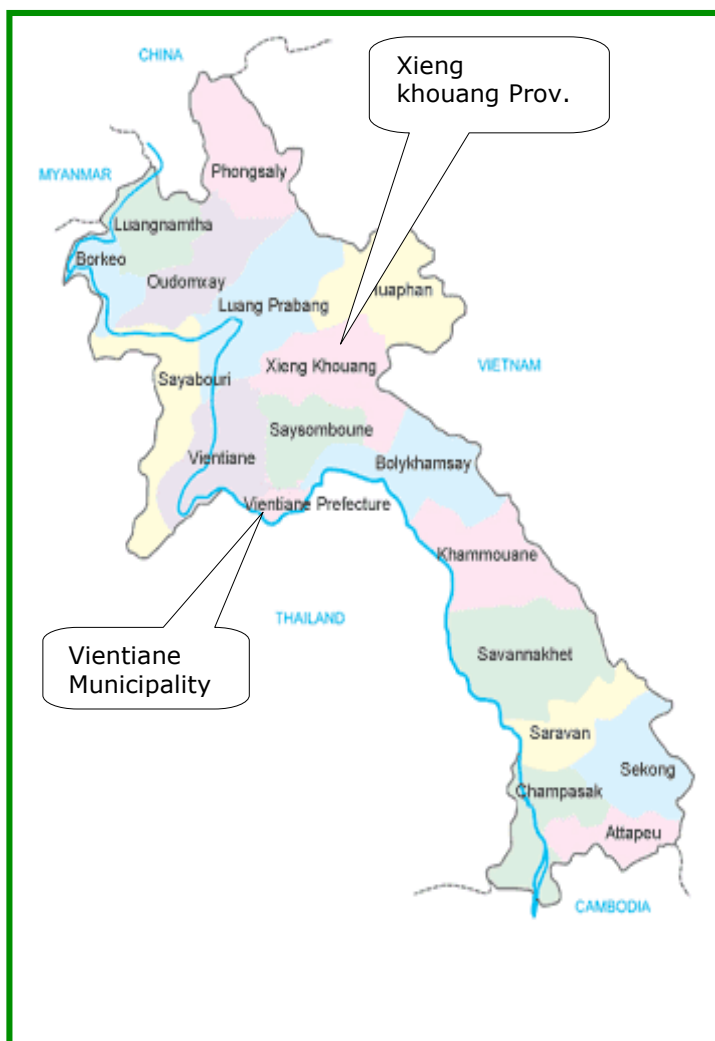 CHINA
Xieng
khouang Prov.
MYANMAR
Phongsaly
Luangnamtha
Borkeo
Oudomxay
Luang Prabang
uaphan
Xieng Khouang
VIETNAM
Sayabouri
Saysomboune
Vientiane
Bolykhamsay
Vientiane Prefecture
Khammouane
THAILAND
Vientiane
Municipality
Savannakhet
Saravan
Sekong
Champasak
Attapeu
CAMBODIA